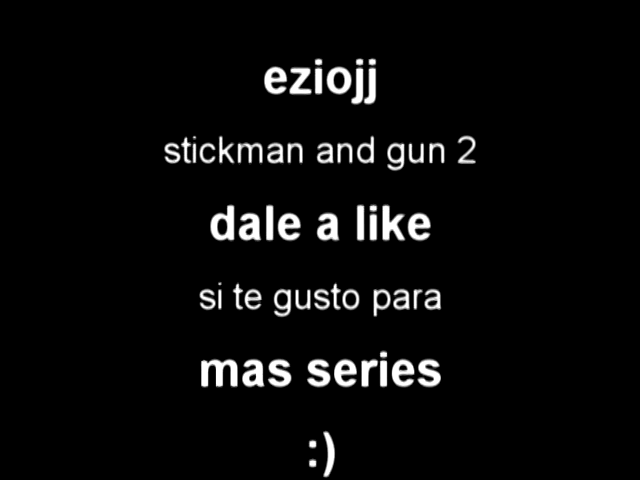 eziojj
stickman and gun 2
dale a like
si te gusto para
mas series
:)